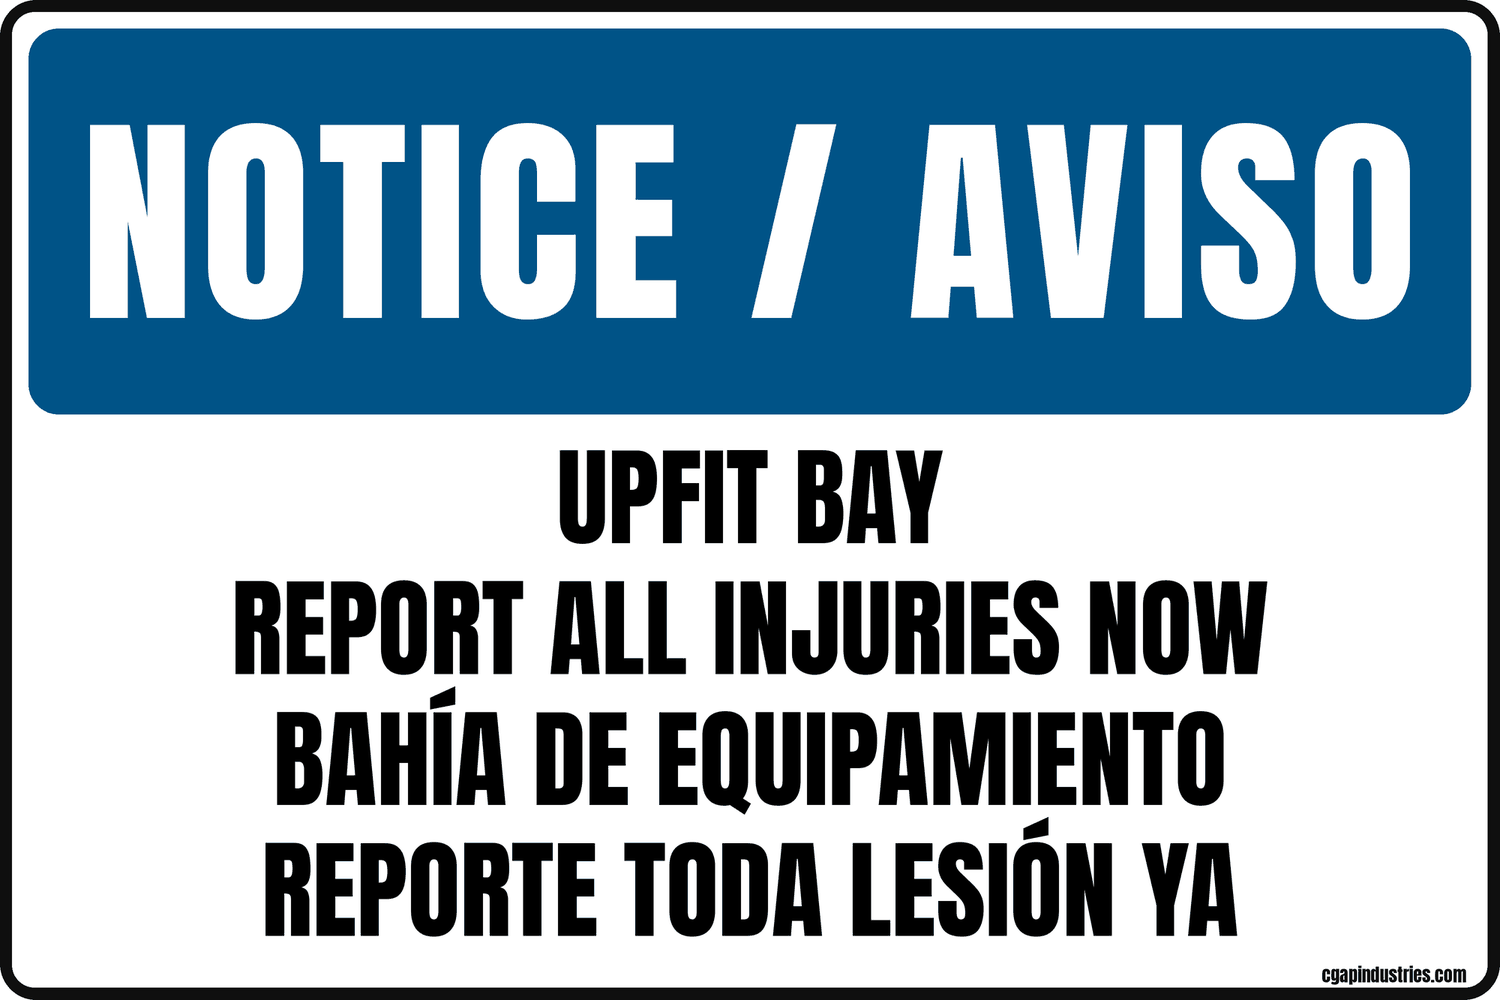 NOTICE / AVISO
UPFIT BAY
REPORT ALL INJURIES NOW
BAHÍA DE EQUIPAMIENTO
REPORTE TODA LESIÓN YA
cgapindustries.com